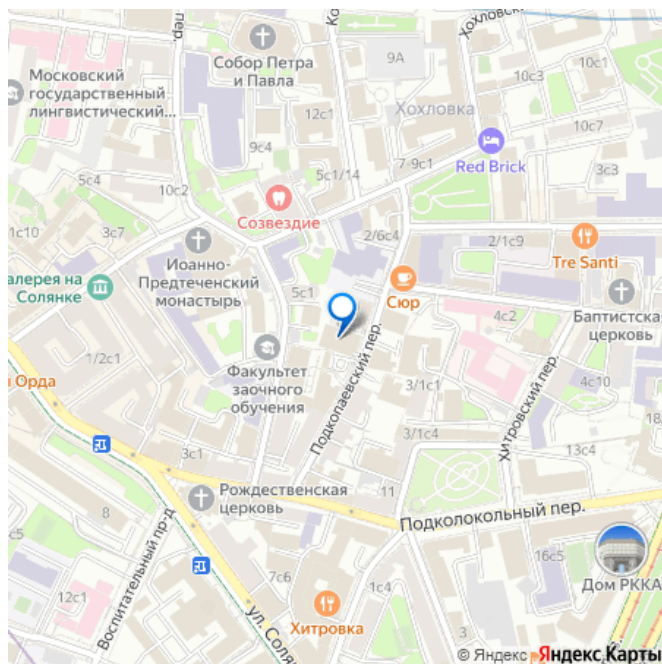 пер.
Собор Петра
и Павла
9А
Хохловский
пер.
10с1
10с3
Московский
государственный
лингвистический...
Хохловка
12с1
10с7
9с4
7-9с1
Red Brick
5с4
5с1/14
10с2
Созвездие
1с10
3с7
2/6с4
2/1с9
Иоанно-
Предтеченский
монастырь
Tre Santi
алерея на
Солянке
5с1
Сюр
4с2
Баптистская
церковь
1/2с1
Факультет
заочного
обучения
Подкопаевский пер.
3/1с1
Хитровский пер.
4с10
Орда
3/1с4
13с4
3с1
Рождественская
церковь
11
Подколокольный пер.
8
Воспитательный пр-д
16с5
7с6
1с4
Дом РККА
12с1
ул. Соля
Хитровка
© Яндекс
Яндекс Карты